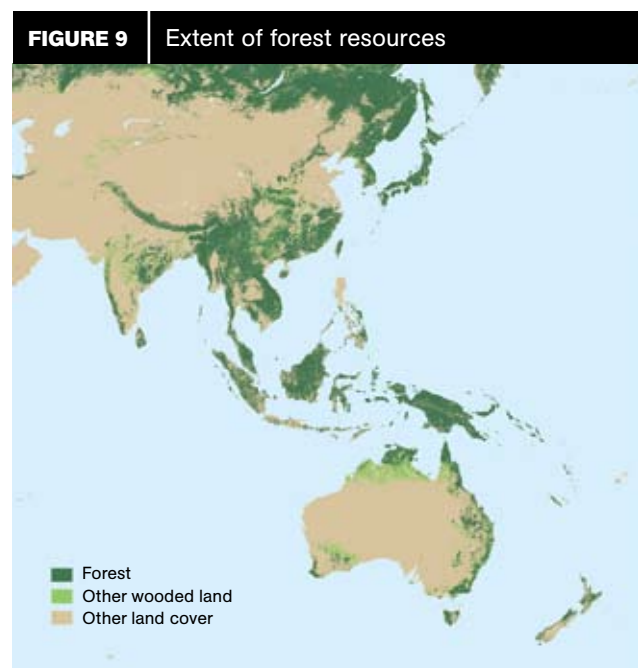 FIGURE 9 Extent of forest resources
Forest
Other wooded land
Other land cover